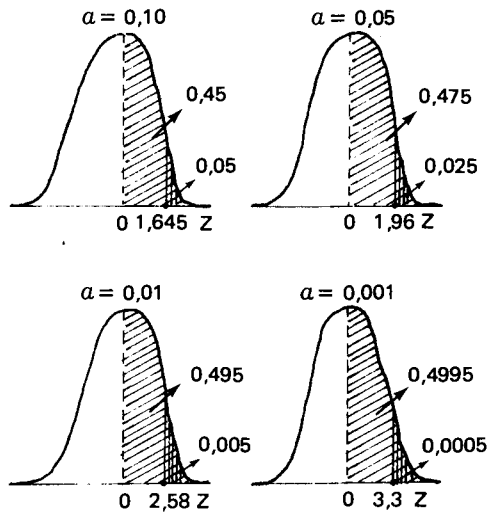 a = 0,10
0,45
0,05
0 1,645 Z
a = 0,05
0,475
0,025
0 1,96 Z
a = 0,01
0,495
0,005
0 2,58 Z
a = 0,001
0,4995
0,0005
0 3,3 Z